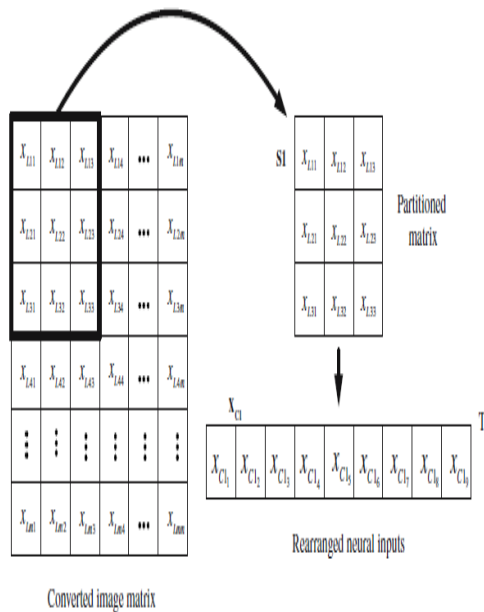 X_L11 X_L12 X_L13 X_L14 ... X_L1m
X_L21 X_L22 X_L23 X_L24 ... X_L2m
X_L31 X_L32 X_L33 X_L34 ... X_L3m
X_L41 X_L42 X_L43 X_L44 ... X_L4m
⋮ ⋮ ⋮ ⋮ ⋮ ⋮
X_Lm1 X_Lm2 X_Lm3 X_Lm4 ... X_Lmm
Converted image matrix
S1
X_L11 X_L12 X_L13
X_L21 X_L22 X_L23
X_L31 X_L32 X_L33
Partitioned
matrix
X_C1
T
X_C1_1 X_C1_2 X_C1_3 X_C1_4 X_C1_5 X_C1_6 X_C1_7 X_C1_8 X_C1_9
Rearranged neural inputs